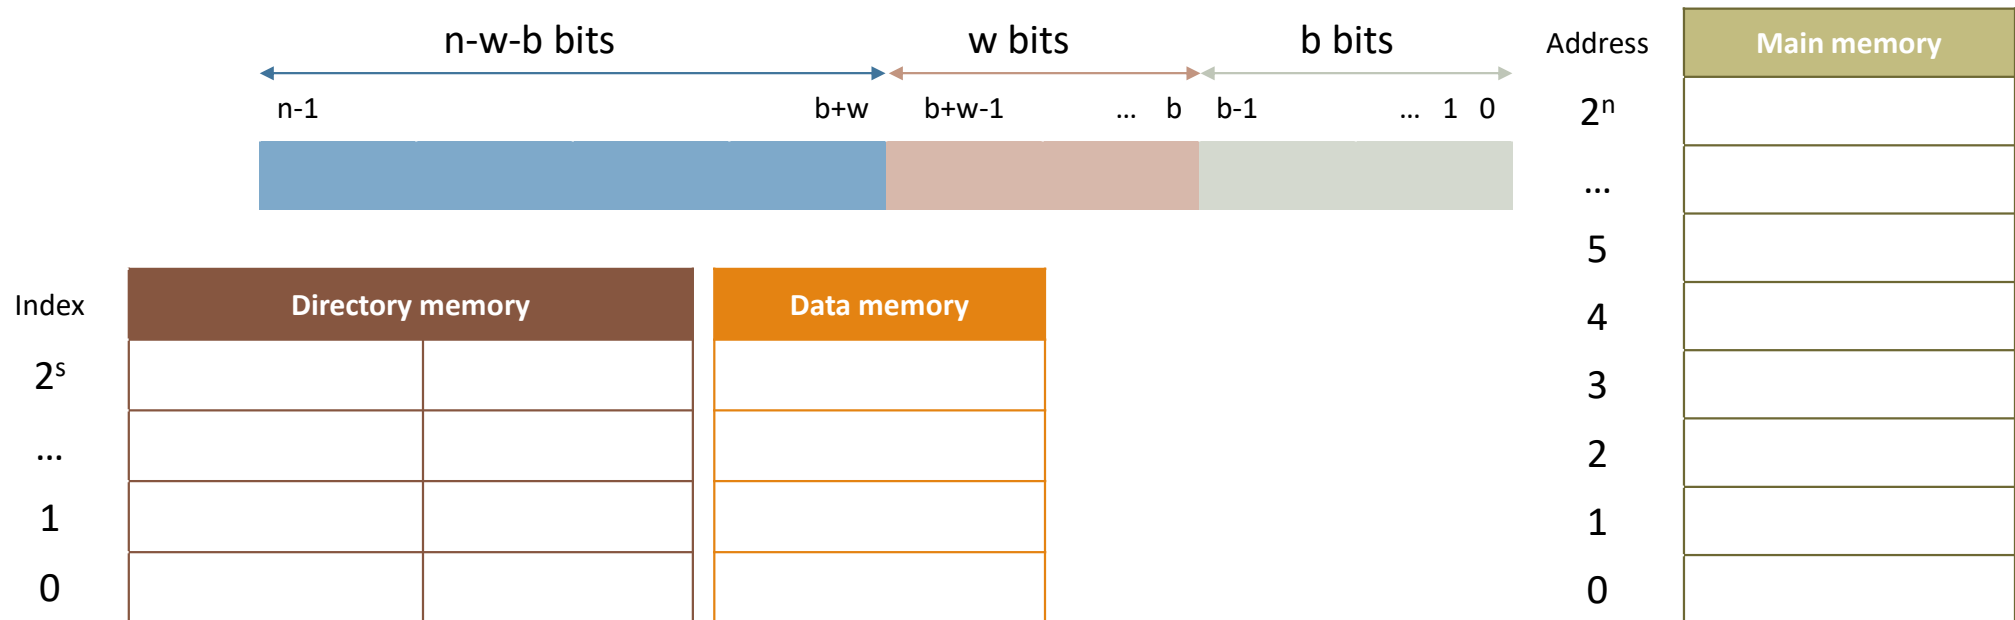 n-w-b bits w bits b bits Address Main memory
n-1 b+w b+w-1 ... b b-1 ... 1 0 2ⁿ
...
5
Index Directory memory Data memory 4
2ˢ 3
... 2
1 1
0 0